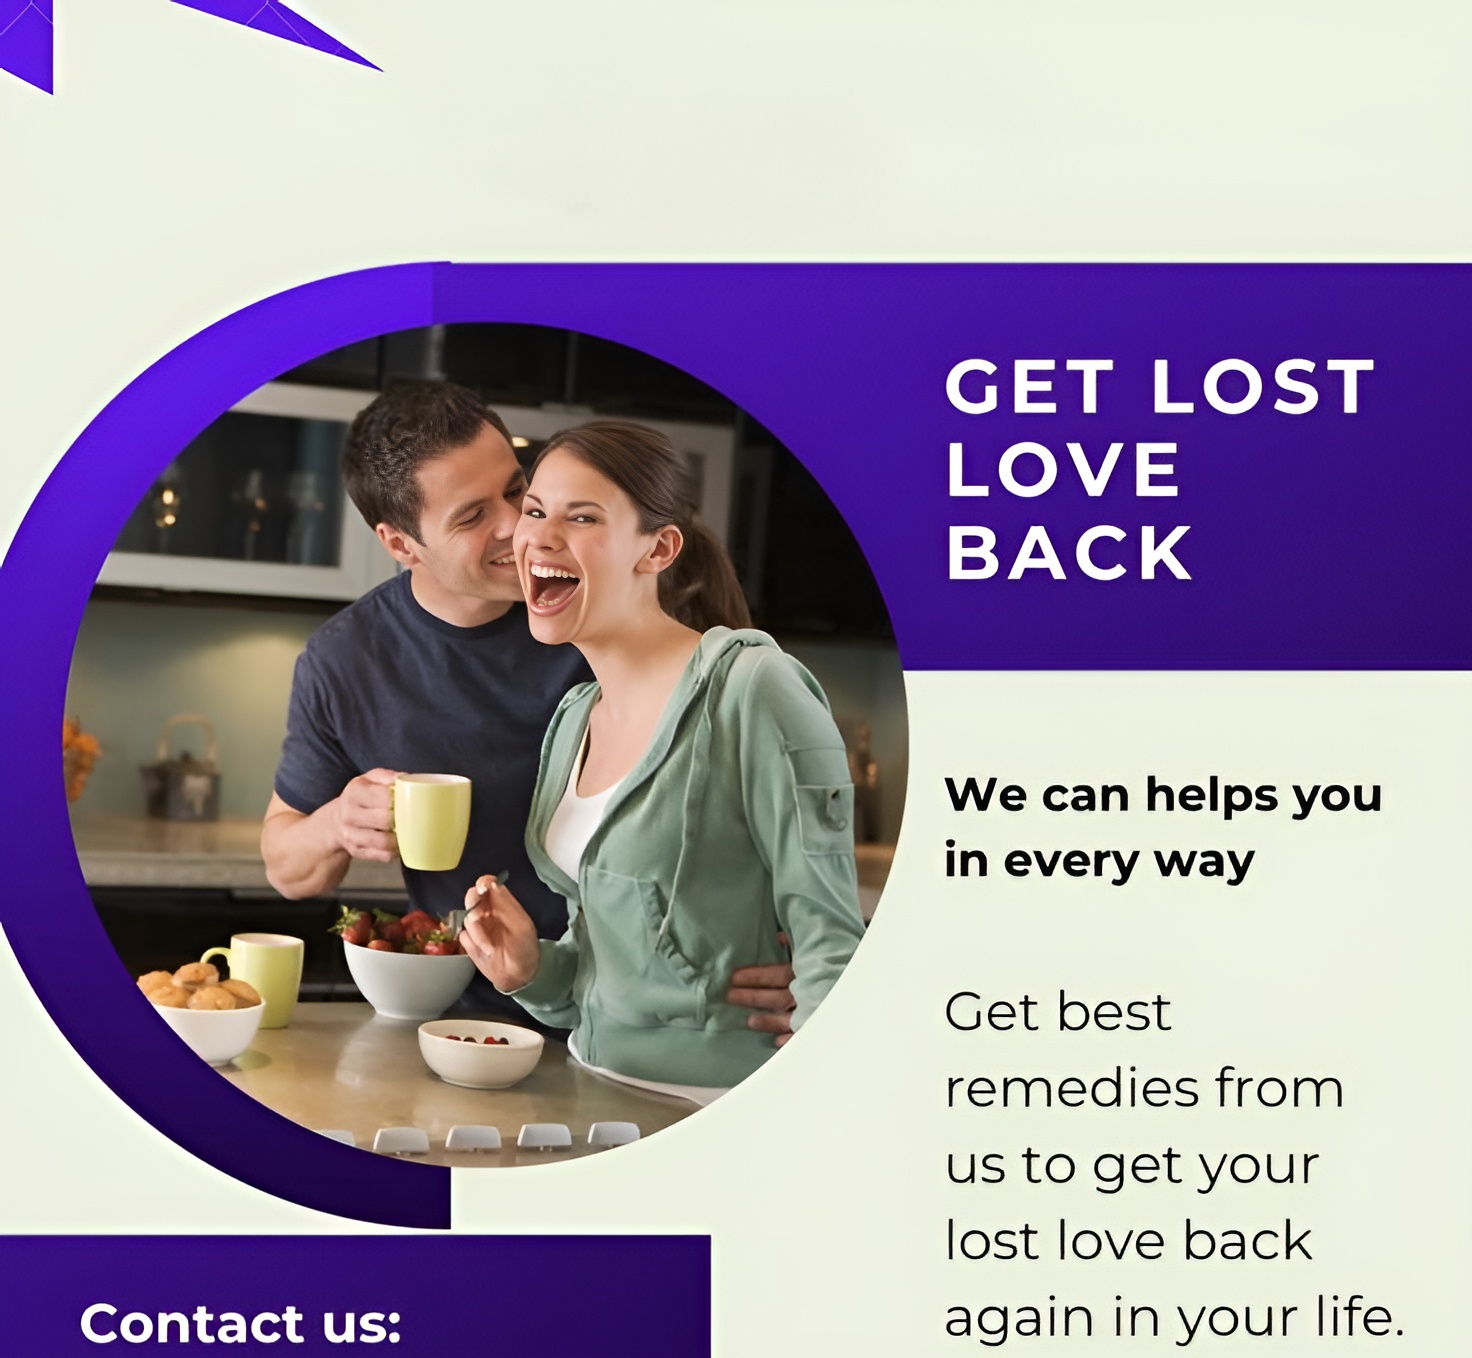 GET LOST
LOVE
BACK
We can helps you
in every way
Get best
remedies from
us to get your
lost love back
again in your life.
Contact us: